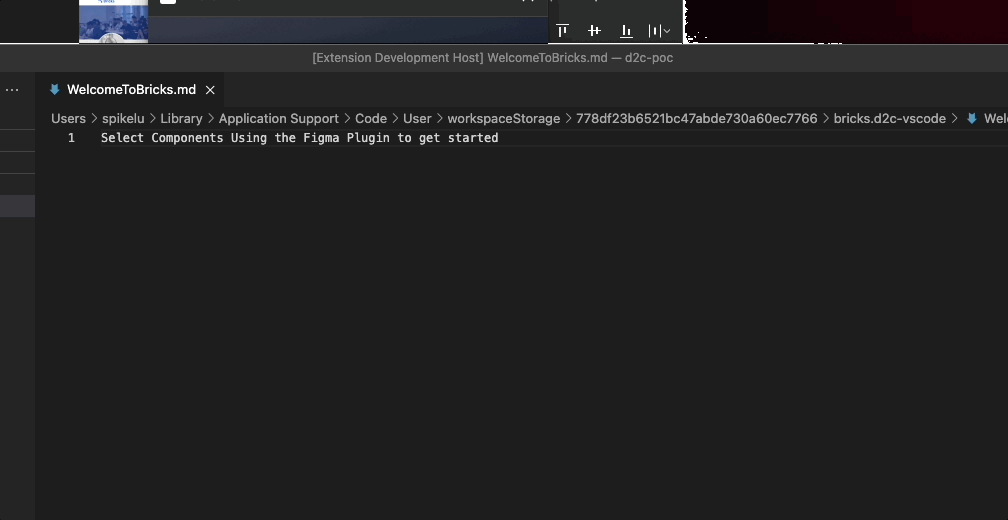 [Extension Development Host] WelcomeToBricks.md — d2c-poc
WelcomeToBricks.md
Users > spikelu > Library > Application Support > Code > User > workspaceStorage > 778df23b6521bc47abde730a60ec7766 > bricks.d2c-vscode > Wel
1 Select Components Using the Figma Plugin to get started